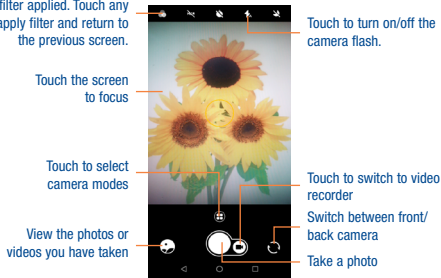 filter applied. Touch any
apply filter and return to
the previous screen.
Touch the screen
to focus
Touch to select
camera modes
View the photos or
videos you have taken
Touch to turn on/off the
camera flash.
Touch to switch to video
recorder
Switch between front/
back camera
Take a photo